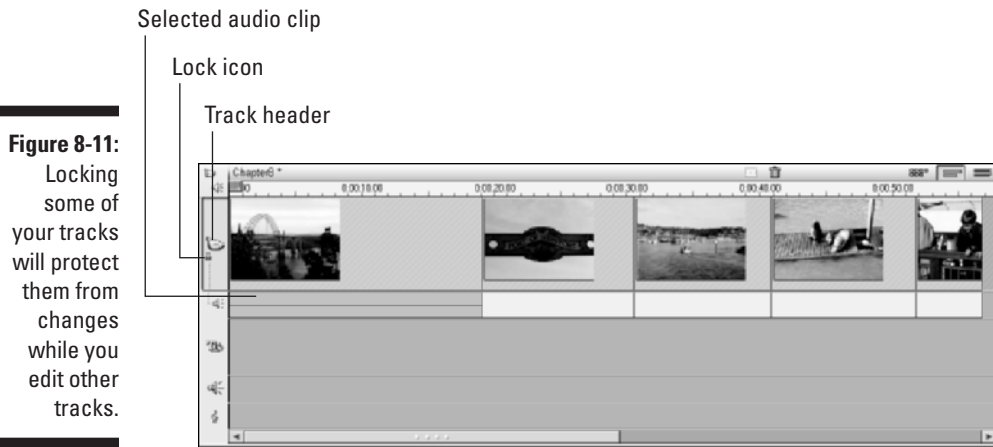 Selected audio clip
Lock icon
Track header
Figure 8-11:
Locking
some of
your tracks
will protect
them from
changes
while you
edit other
tracks.
Chapter8 *
0;00;10;00 0;00;20;00 0;00;30;00 0;00;40;00 0;00;50;00